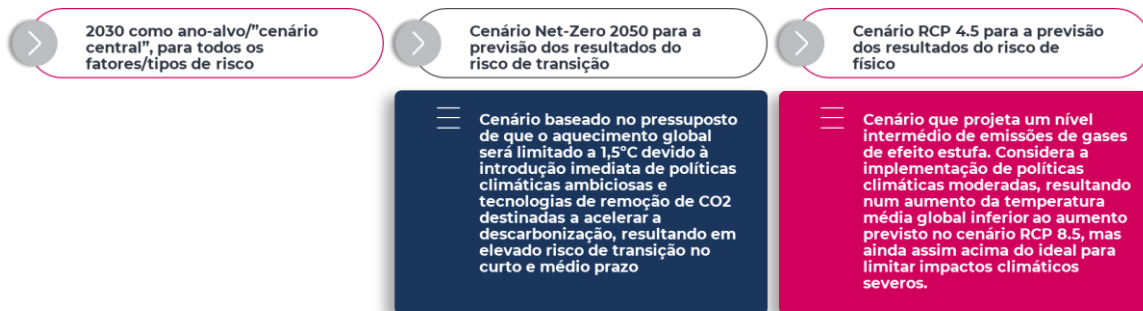 2030 como ano-alvo/”cenário
central”, para todos os
fatores/tipos de risco
Cenário Net-Zero 2050 para a
previsão dos resultados do
risco de transição
Cenário RCP 4.5 para a previsão
dos resultados do risco de
físico
Cenário baseado no pressuposto
de que o aquecimento global
será limitado a 1,5ºC devido à
introdução imediata de políticas
climáticas ambiciosas e
tecnologias de remoção de CO2
destinadas a acelerar a
descarbonização, resultando em
elevado risco de transição no
curto e médio prazo
Cenário que projeta um nível
intermédio de emissões de gases
de efeito estufa. Considera a
implementação de políticas
climáticas moderadas, resultando
num aumento da temperatura
média global inferior ao aumento
previsto no cenário RCP 8.5, mas
ainda assim acima do ideal para
limitar impactos climáticos
severos.